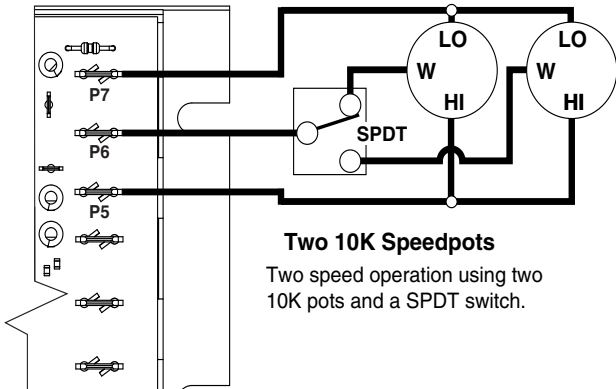 LO
LO
W
W
P7
HI
HI
SPDT
P6
P5
Two 10K Speedpots
Two speed operation using two
10K pots and a SPDT switch.